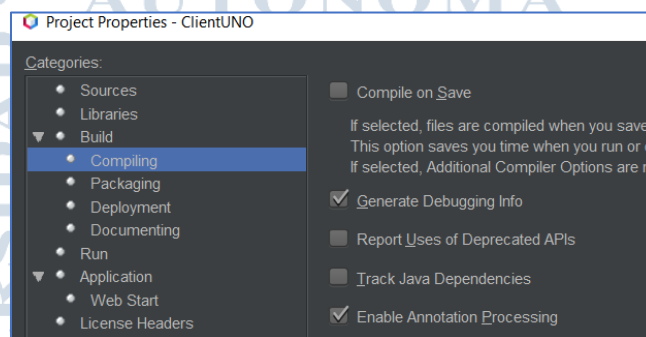 AUTONOMA
Project Properties - ClientUNO
Categories:
Sources
Libraries
Build
Compiling
Packaging
Deployment
Documenting
Run
Application
Web Start
License Headers
Compile on Save
If selected, files are compiled when you save
This option saves you time when you run or
If selected, Additional Compiler Options are
Generate Debugging Info
Report Uses of Deprecated APIs
Track Java Dependencies
Enable Annotation Processing